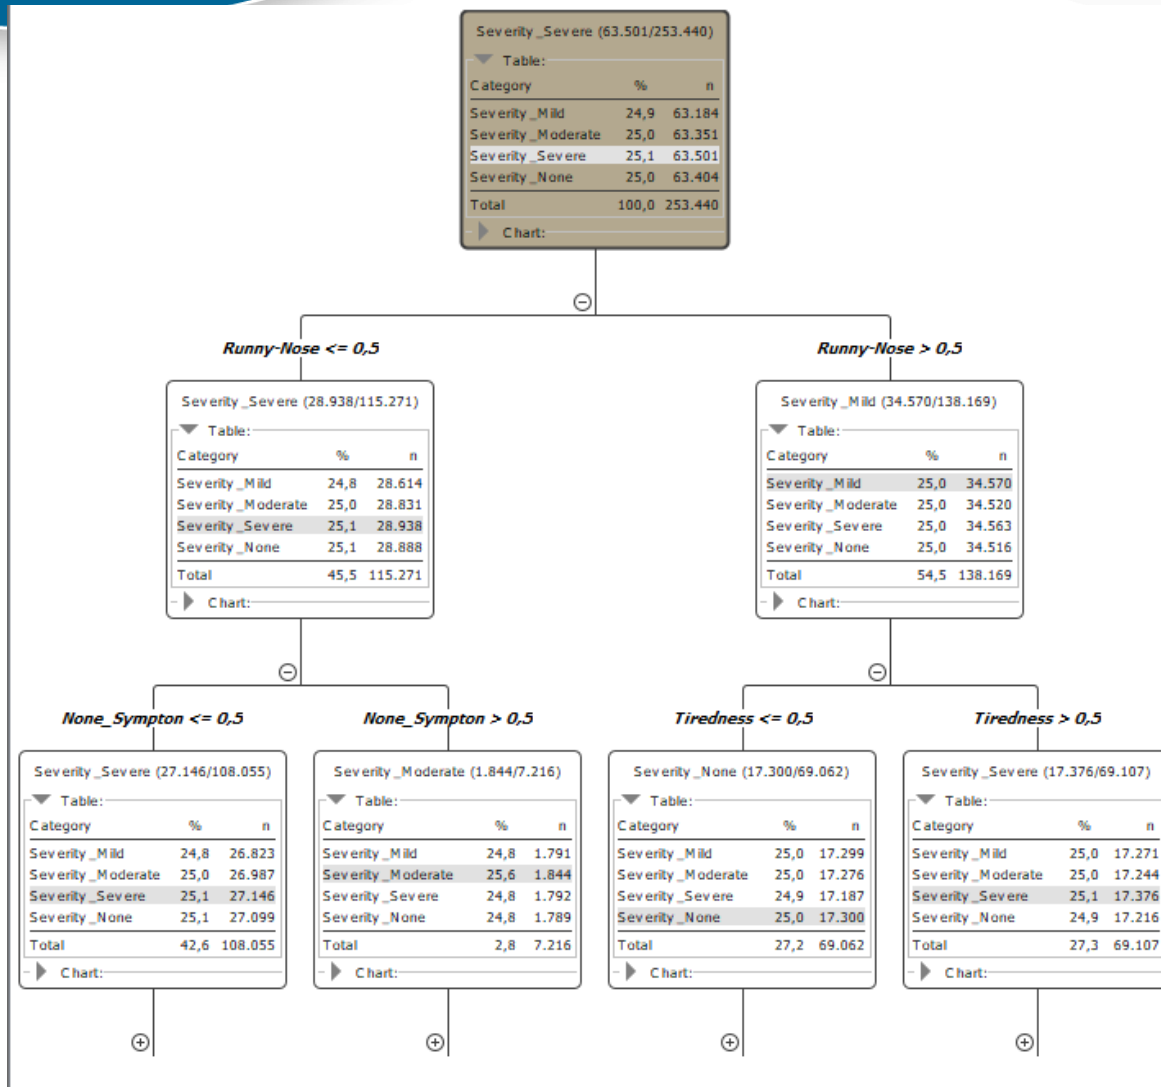 Severity_Severe (63.501/253.440)
Table:
Category % n
Severity_Mild 24,9 63.184
Severity_Moderate 25,0 63.351
Severity_Severe 25,1 63.501
Severity_None 25,0 63.404
Total 100,0 253.440
Chart:
Runny-Nose <= 0,5
Runny-Nose > 0,5
Severity_Severe (28.938/115.271)
Table:
Category % n
Severity_Mild 24,8 28.614
Severity_Moderate 25,0 28.831
Severity_Severe 25,1 28.938
Severity_None 25,1 28.888
Total 45,5 115.271
Chart:
Severity_Mild (34.570/138.169)
Table:
Category % n
Severity_Mild 25,0 34.570
Severity_Moderate 25,0 34.520
Severity_Severe 25,0 34.563
Severity_None 25,0 34.516
Total 54,5 138.169
Chart:
None_Sympton <= 0,5
None_Sympton > 0,5
Tiredness <= 0,5
Tiredness > 0,5
Severity_Severe (27.146/108.055)
Table:
Category % n
Severity_Mild 24,8 26.823
Severity_Moderate 25,0 26.987
Severity_Severe 25,1 27.146
Severity_None 25,1 27.099
Total 42,6 108.055
Chart:
Severity_Moderate (1.844/7.216)
Table:
Category % n
Severity_Mild 24,8 1.791
Severity_Moderate 25,6 1.844
Severity_Severe 24,8 1.792
Severity_None 24,8 1.789
Total 2,8 7.216
Chart:
Severity_None (17.300/69.062)
Table:
Category % n
Severity_Mild 25,0 17.299
Severity_Moderate 25,0 17.276
Severity_Severe 24,9 17.187
Severity_None 25,0 17.300
Total 27,2 69.062
Chart:
Severity_Severe (17.376/69.107)
Table:
Category % n
Severity_Mild 25,0 17.271
Severity_Moderate 25,0 17.244
Severity_Severe 25,1 17.376
Severity_None 24,9 17.216
Total 27,3 69.107
Chart: